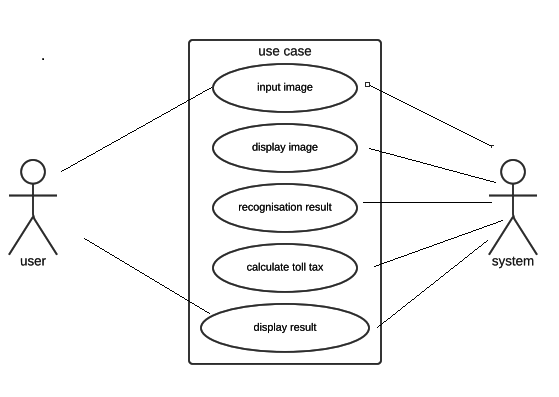 use case
input image
display image
recognisation result
calculate toll tax
display result
user
system